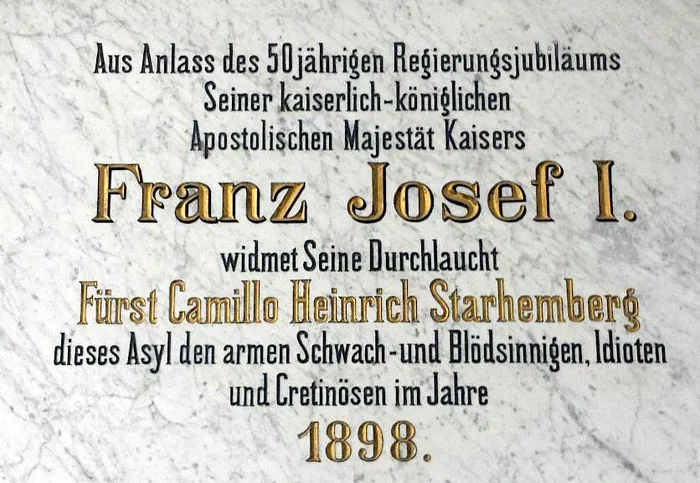 Aus Anlass des 50jährigen Regierungsjubiläums
Seiner kaiserlich-königlichen
Apostolischen Majestät Kaisers
Franz Josef I.
widmet Seine Durchlaucht
Fürst Camillo Heinrich Starhemberg
dieses Asyl den armen Schwach-und Blödsinnigen, Idioten
und Cretinösen im Jahre
1898.